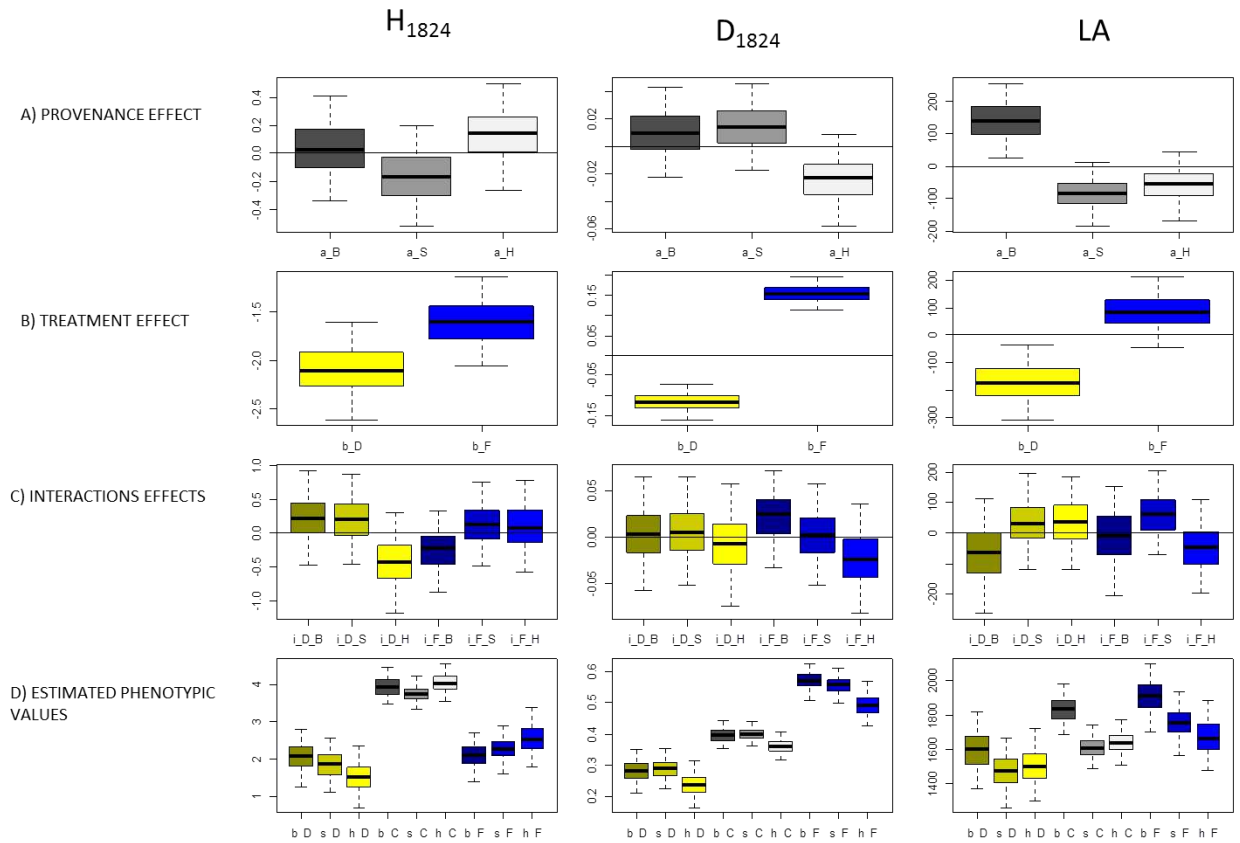 H1824 D1824 LA
A) PROVENANCE EFFECT
0.4 0.2 0.0 -0.2 -0.4
a_B a_S a_H
0.02 -0.02 -0.06
a_B a_S a_H
100 0 -100 -200
a_B a_S a_H
B) TREATMENT EFFECT
-1.5 -2.0 -2.5
b_D b_F
0.15 0.05 -0.05 -0.15
b_D b_F
200 100 0 -100 -300
b_D b_F
C) INTERACTIONS EFFECTS
1.0 0.5 0.0 -0.5 -1.0
i_D_B i_D_S i_D_H i_F_B i_F_S i_F_H
0.05 0.00 -0.05
i_D_B i_D_S i_D_H i_F_B i_F_S i_F_H
200 100 0 -200
i_D_B i_D_S i_D_H i_F_B i_F_S i_F_H
D) ESTIMATED PHENOTYPIC
VALUES
4 3 2 1
b D s D h D b C s C h C b F s F h F
0.6 0.5 0.4 0.3 0.2
b D s D h D b C s C h C b F s F h F
2000 1800 1600 1400
b D s D h D b C s C h C b F s F h F